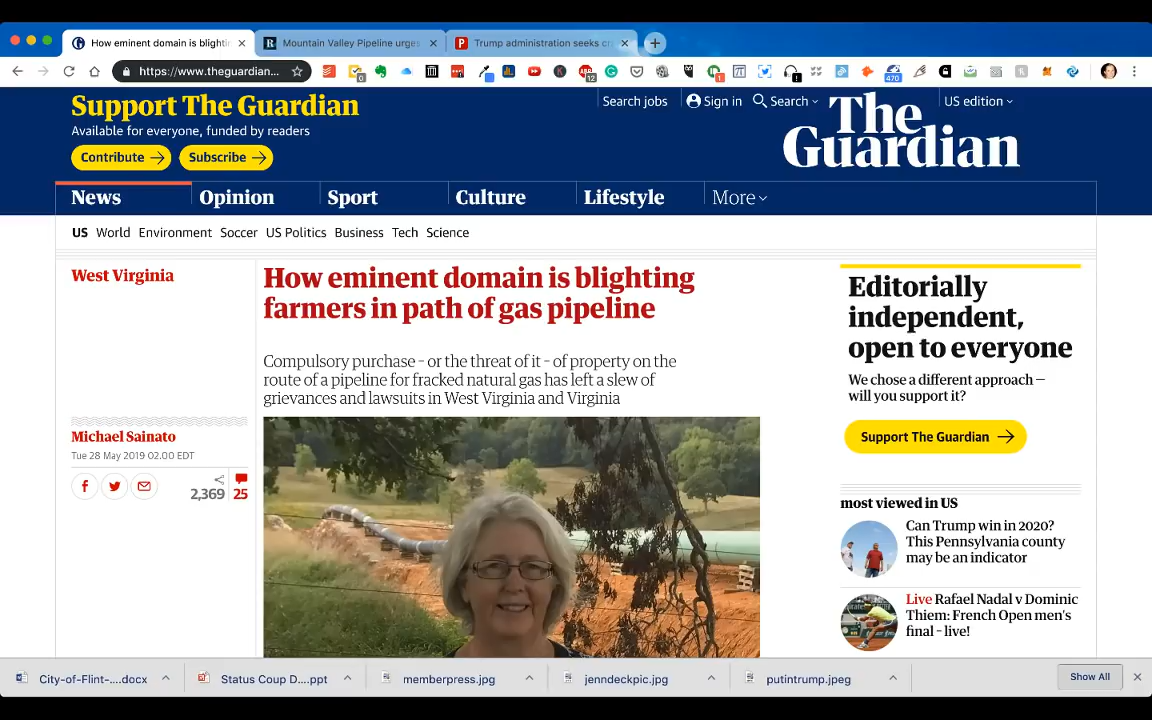 How eminent domain is blighti
Mountain Valley Pipeline urge
Trump administration seeks c
https://www.theguardian...
0
12
1
470
Support The Guardian
Available for everyone, funded by readers
Contribute
Subscribe
Search jobs
Sign in
Search
US edition
The
Guardian
News
Opinion
Sport
Culture
Lifestyle
More
US World Environment Soccer US Politics Business Tech Science
West Virginia
How eminent domain is blighting
farmers in path of gas pipeline
Compulsory purchase – or the threat of it – of property on the
route of a pipeline for fracked natural gas has left a slew of
grievances and lawsuits in West Virginia and Virginia
Michael Sainato
Tue 28 May 2019 02.00 EDT
2,369
25
Editorially
independent,
open to everyone
We chose a different approach —
will you support it?
Support The Guardian
most viewed in US
Can Trump win in 2020?
This Pennsylvania county
may be an indicator
Live Rafael Nadal v Dominic
Thiem: French Open men's
final – live!
City-of-Flint-....docx
Status Coup D....ppt
memberpress.jpg
jenndeckpic.jpg
putintrump.jpeg
Show All